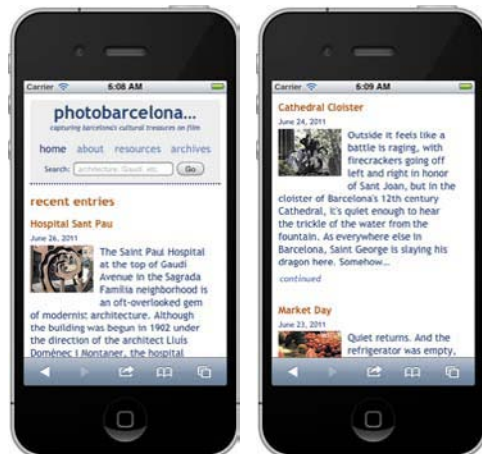 Carrier 6:08 AM
photobarcelona...
capturing barcelona's cultural treasures on film
home about resources archives
Search: architecture, Gaudi, etc. Go
recent entries
Hospital Sant Pau
June 26, 2011
The Saint Paul Hospital
at the top of Gaudí
Avenue in the Sagrada
Familia neighborhood is
an oft-overlooked gem
of modernist architecture. Although
the building was begun in 1902 under
the direction of the architect Lluís
Domènec i Montaner, the hospital
Carrier 6:09 AM
Cathedral Cloister
June 24, 2011
Outside it feels like a
battle is raging, with
firecrackers going off
left and right in honor
of Sant Joan, but in the
cloister of Barcelona's 12th century
Cathedral, it's quiet enough to hear
the trickle of the water from the
fountain. As everywhere else in
Barcelona, Saint George is slaying his
dragon here. Somehow...
continued
Market Day
June 23, 2011
Quiet returns. And the
refrigerator was empty,